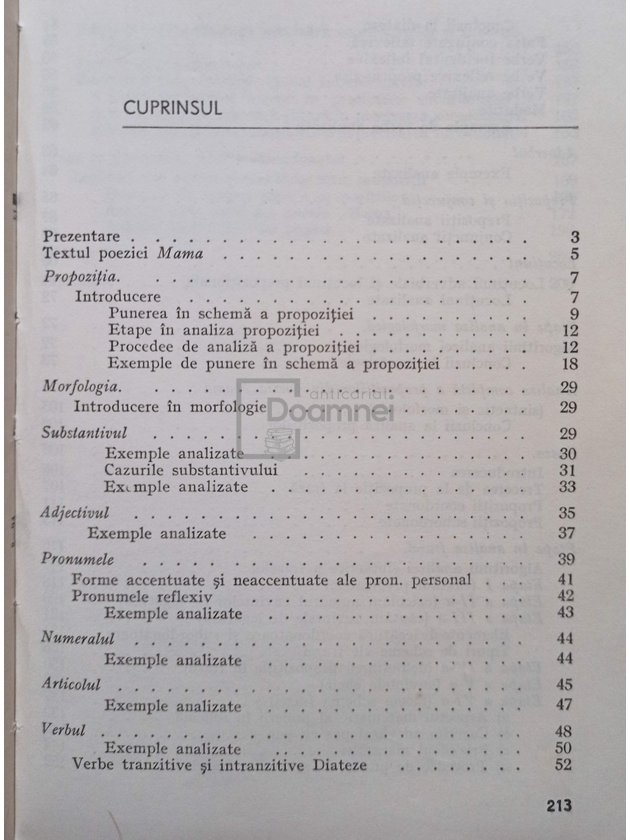 CUPRINSUL
Prezentare . . . . . . . . . . . . . . . . . . 3
Textul poeziei Mama . . . . . . . . . . . . . . 5
Propoziția. . . . . . . . . . . . . . . . . . 7
Introducere . . . . . . . . . . . . . . . . 7
Punerea în schemă a propoziției . . . . . . . . 9
Etape în analiza propoziției . . . . . . . . . 12
Procedee de analiză a propoziției . . . . . . . 12
Exemple de punere în schemă a propoziției . . . . 18
Morfologia. . . . . . . . . . . . . . . . . . 29
Introducere în morfologie . . . . . . . . . . 29
anticariat
Doamnei
Substantivul . . . . . . . . . . . . . . . . . 29
Exemple analizate . . . . . . . . . . . . . 30
Cazurile substantivului . . . . . . . . . . . 31
Exemple analizate . . . . . . . . . . . . . 33
Adjectivul . . . . . . . . . . . . . . . . . . 35
Exemple analizate . . . . . . . . . . . . . 37
Pronumele . . . . . . . . . . . . . . . . . . 39
Forme accentuate și neaccentuate ale pron. personal . . . 41
Pronumele reflexiv . . . . . . . . . . . . . . 42
Exemple analizate . . . . . . . . . . . . . 43
Numeralul . . . . . . . . . . . . . . . . . . 44
Exemple analizate . . . . . . . . . . . . . 44
Articolul . . . . . . . . . . . . . . . . . . 45
Exemple analizate . . . . . . . . . . . . . 47
Verbul . . . . . . . . . . . . . . . . . . . 48
Exemple analizate . . . . . . . . . . . . . 50
Verbe tranzitive și intranzitive Diateze . . . . . . 52
213